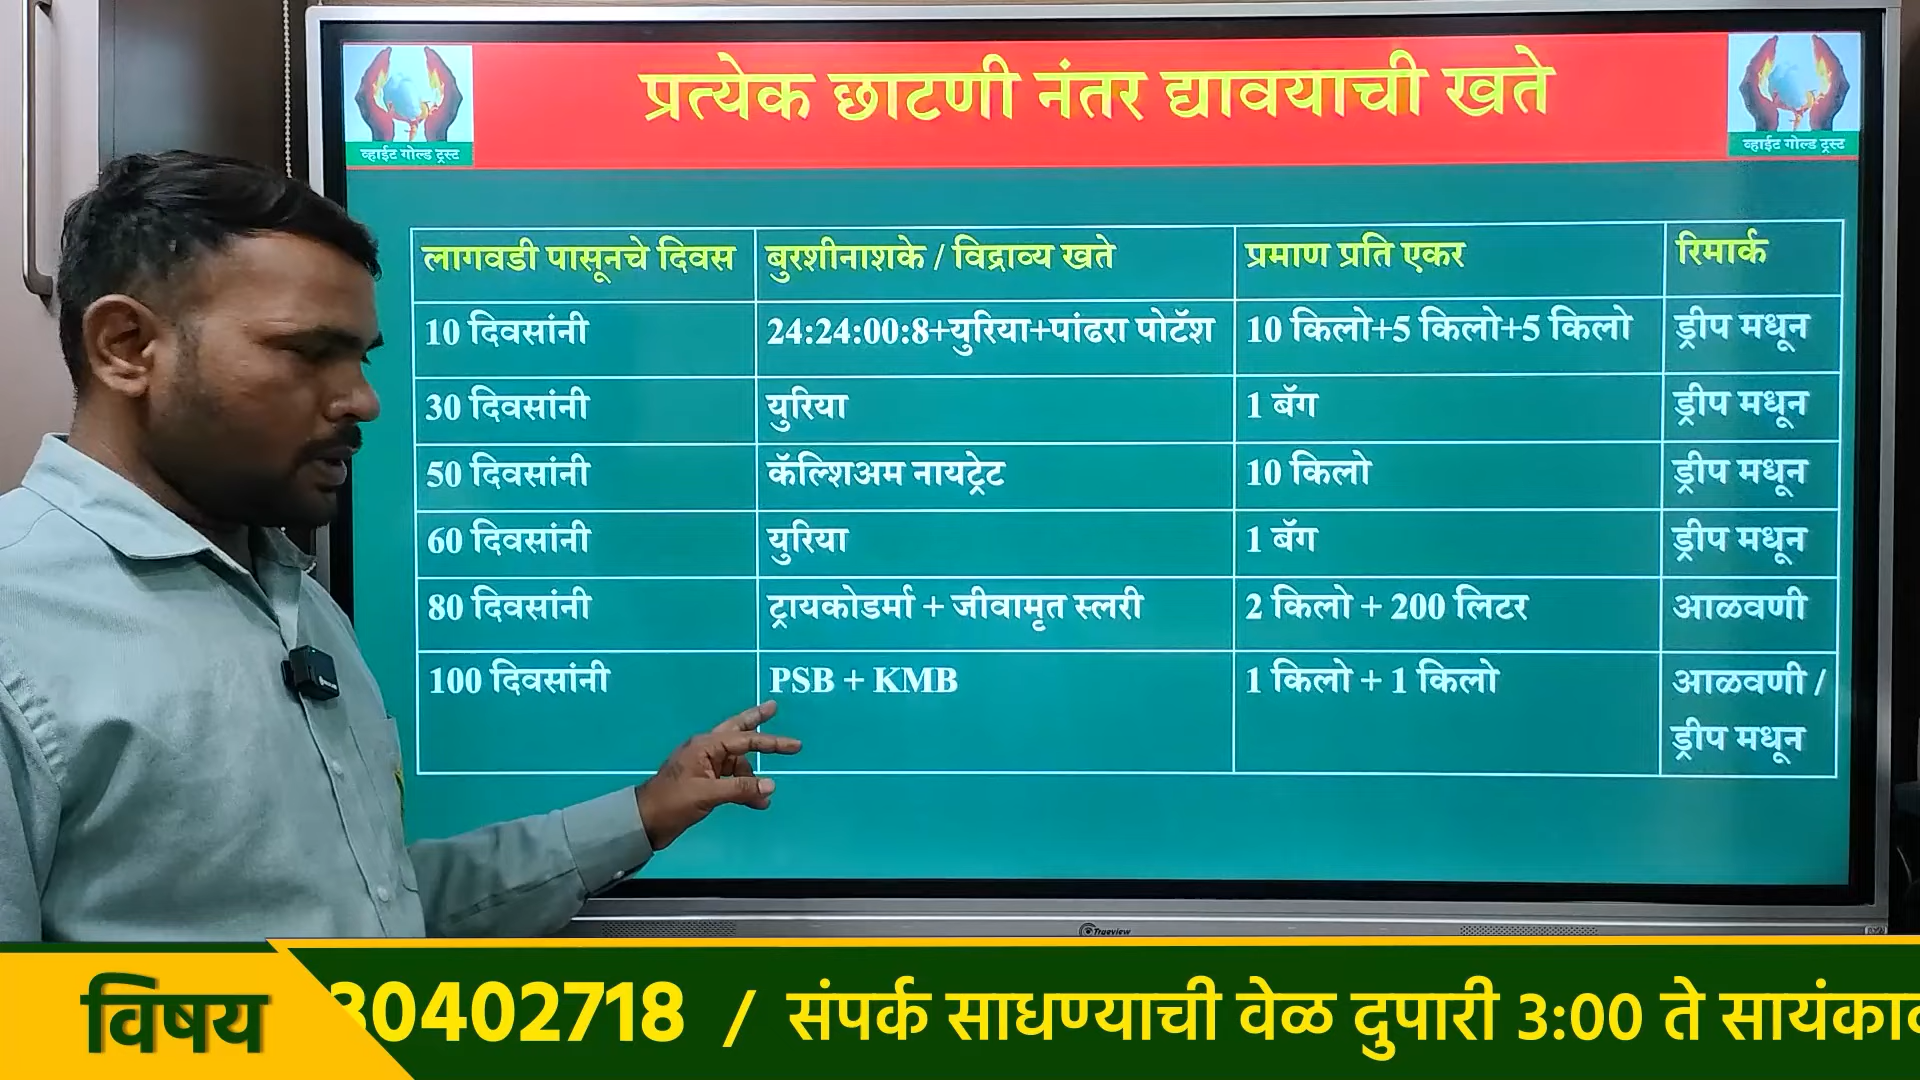 प्रत्येक छाटणी नंतर द्यावयाची खते
व्हाईट गोल्ड ट्रस्ट
व्हाईट गोल्ड ट्रस्ट
लागवडी पासूनचे दिवस बुरशीनाशके / विद्राव्य खते प्रमाण प्रति एकर रिमार्क
10 दिवसांनी 24:24:00:8+युरिया+पांढरा पोटॅश 10 किलो+5 किलो+5 किलो ड्रीप मधून
30 दिवसांनी युरिया 1 बॅग ड्रीप मधून
50 दिवसांनी कॅल्शिअम नायट्रेट 10 किलो ड्रीप मधून
60 दिवसांनी युरिया 1 बॅग ड्रीप मधून
80 दिवसांनी ट्रायकोडर्मा + जीवामृत स्लरी 2 किलो + 200 लिटर आळवणी
100 दिवसांनी PSB + KMB 1 किलो + 1 किलो आळवणी /
ड्रीप मधून
Trueview
विषय
30402718 / संपर्क साधण्याची वेळ दुपारी 3:00 ते